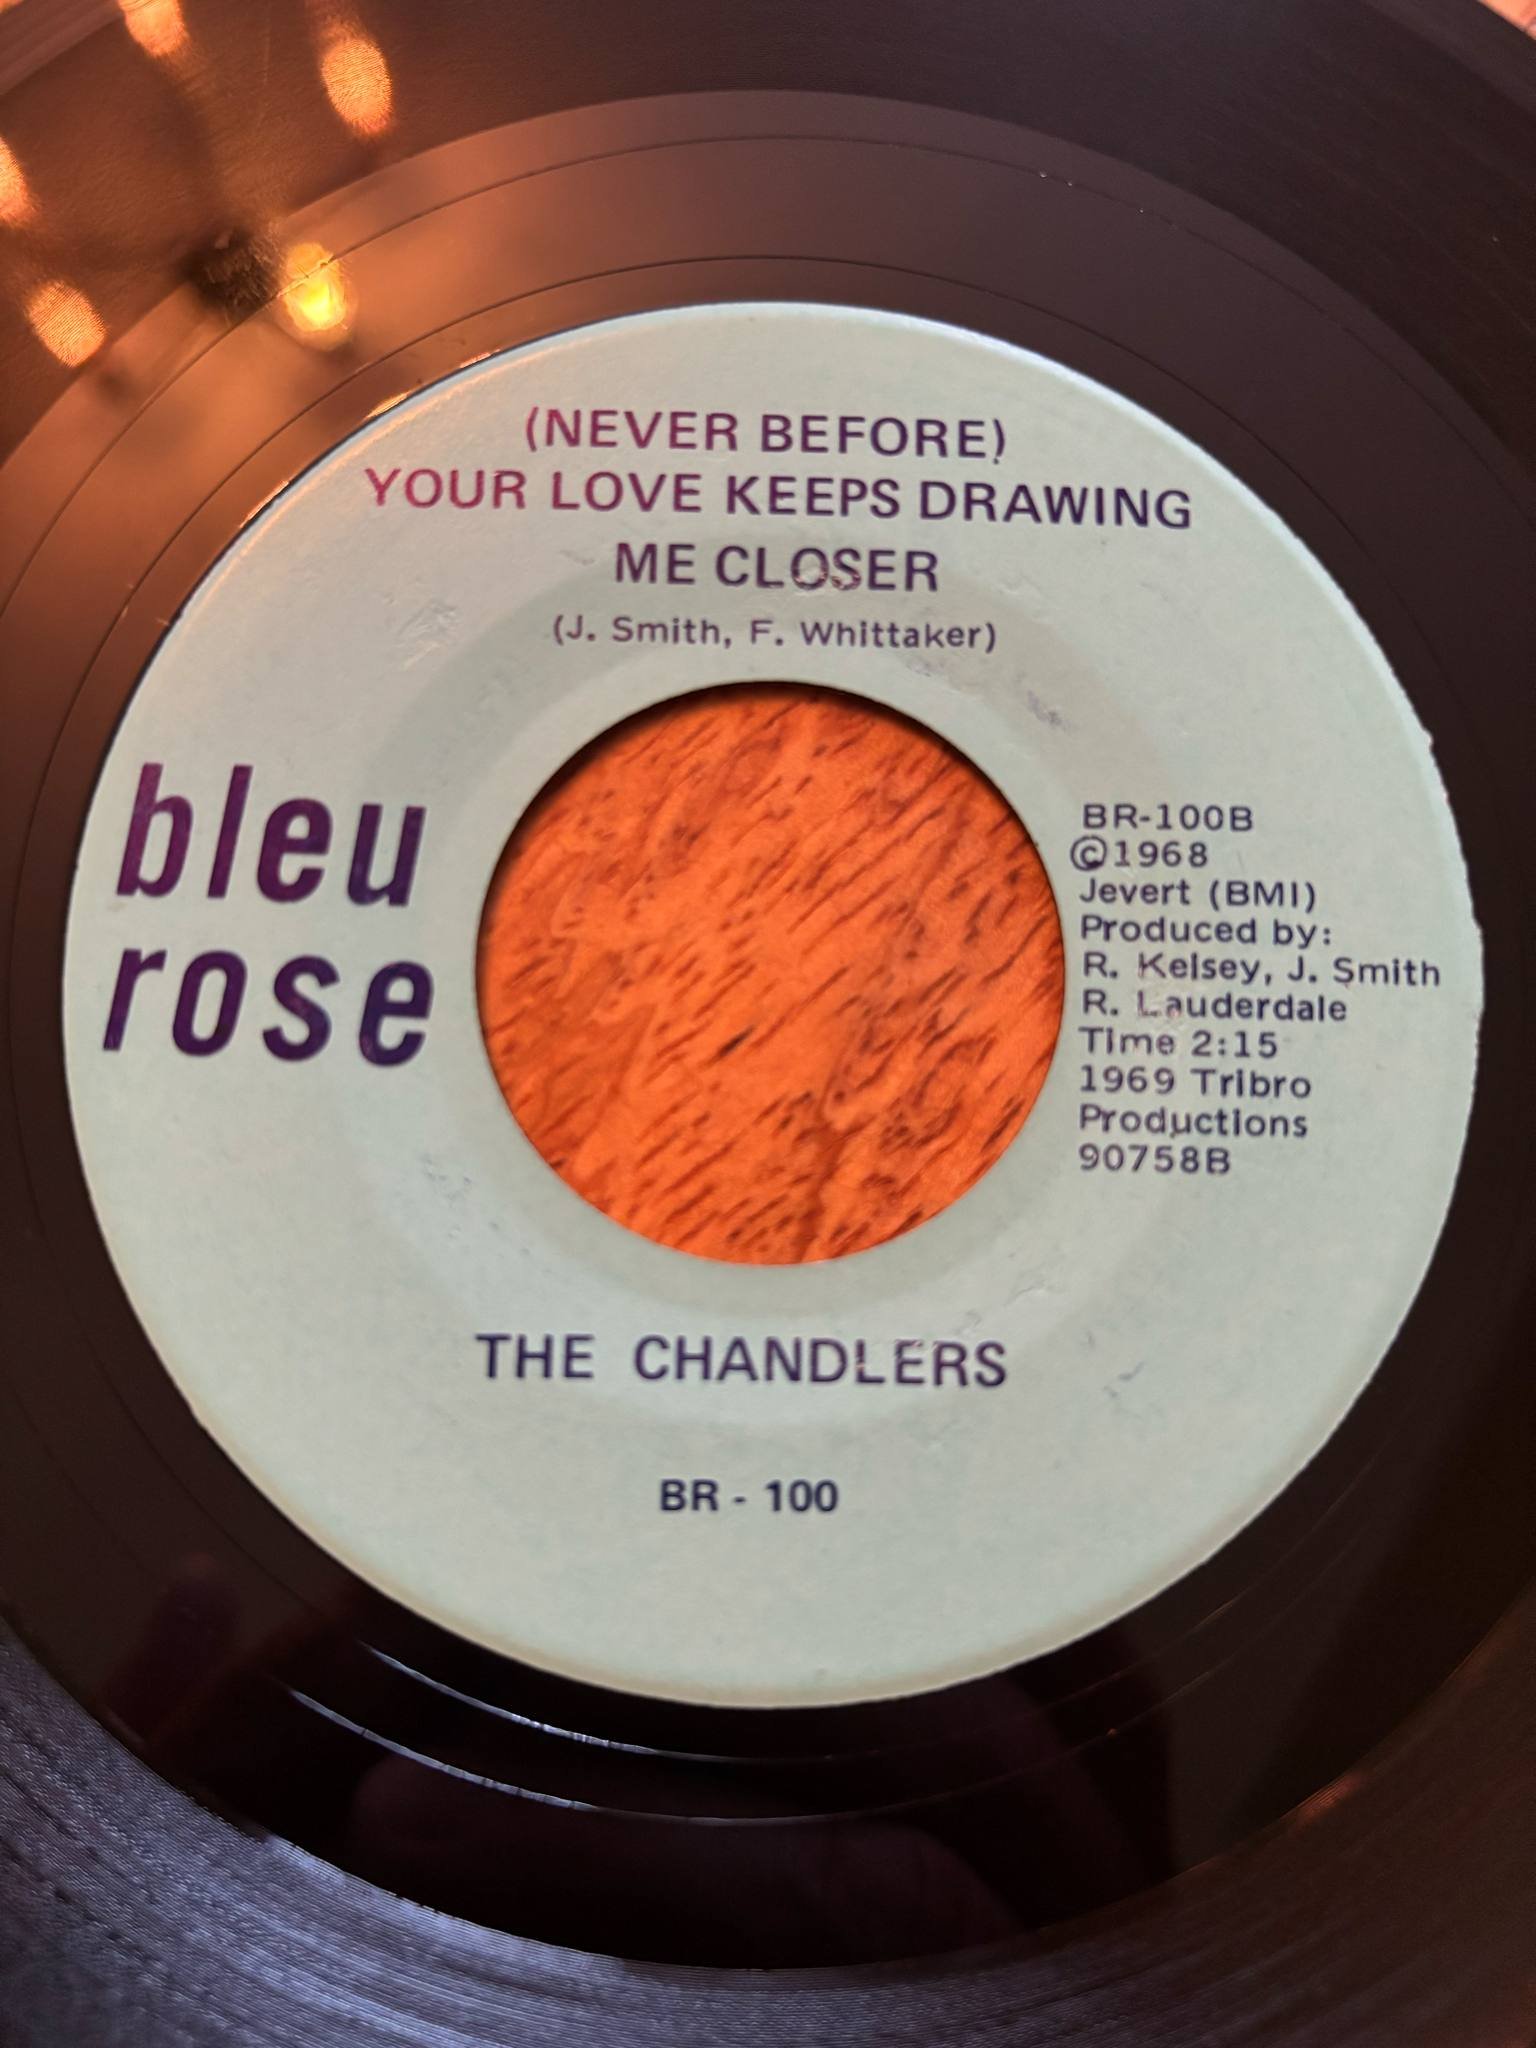 (NEVER BEFORE)
YOUR LOVE KEEPS DRAWING
ME CLOSER
(J. Smith, F. Whittaker)
bleu
rose
BR-100B
©1968
Jevert (BMI)
Produced by:
R. Kelsey, J. Smith
R. Lauderdale
Time 2:15
1969 Tribro
Productions
90758B
THE CHANDLERS
BR - 100